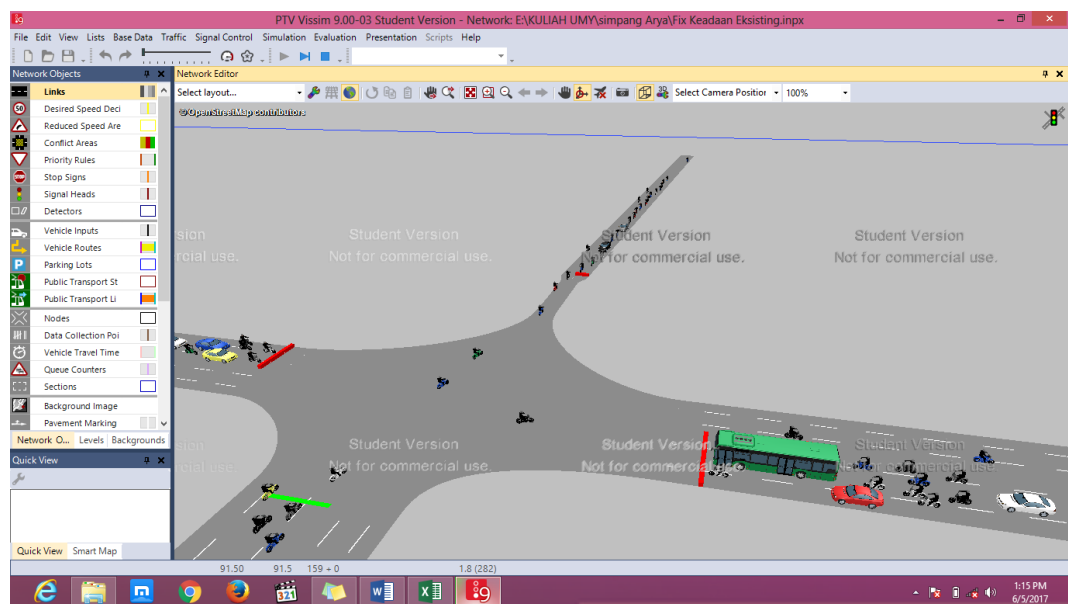 PTV Vissim 9.00-03 Student Version - Network: E:\KULIAH UMY\simpang Arya\Fix Keadaan Eksisting.inpx
File Edit View Lists Base Data Traffic Signal Control Simulation Evaluation Presentation Scripts Help
Network Objects
Network Editor
Select layout...
Select Camera Position
100%
©OpenStreetMap contributors
Links
Desired Speed Deci
Reduced Speed Are
Conflict Areas
Priority Rules
Stop Signs
Signal Heads
Detectors
Vehicle Inputs
Vehicle Routes
Parking Lots
Public Transport St
Public Transport Li
Nodes
Data Collection Poi
Vehicle Travel Time
Queue Counters
Sections
Background Image
Pavement Marking
Network O... Levels Backgrounds
Quick View
Quick View Smart Map
sion
rcial use.
Student Version
Not for commercial use.
Student Version
Not for commercial use.
Student Version
Not for commercial use.
Student Version
Not for commercial use
Student Version
Not for commercial
Student Version
91.50 91.5 159 + 0 1.8 (282)
1:15 PM
6/5/2017